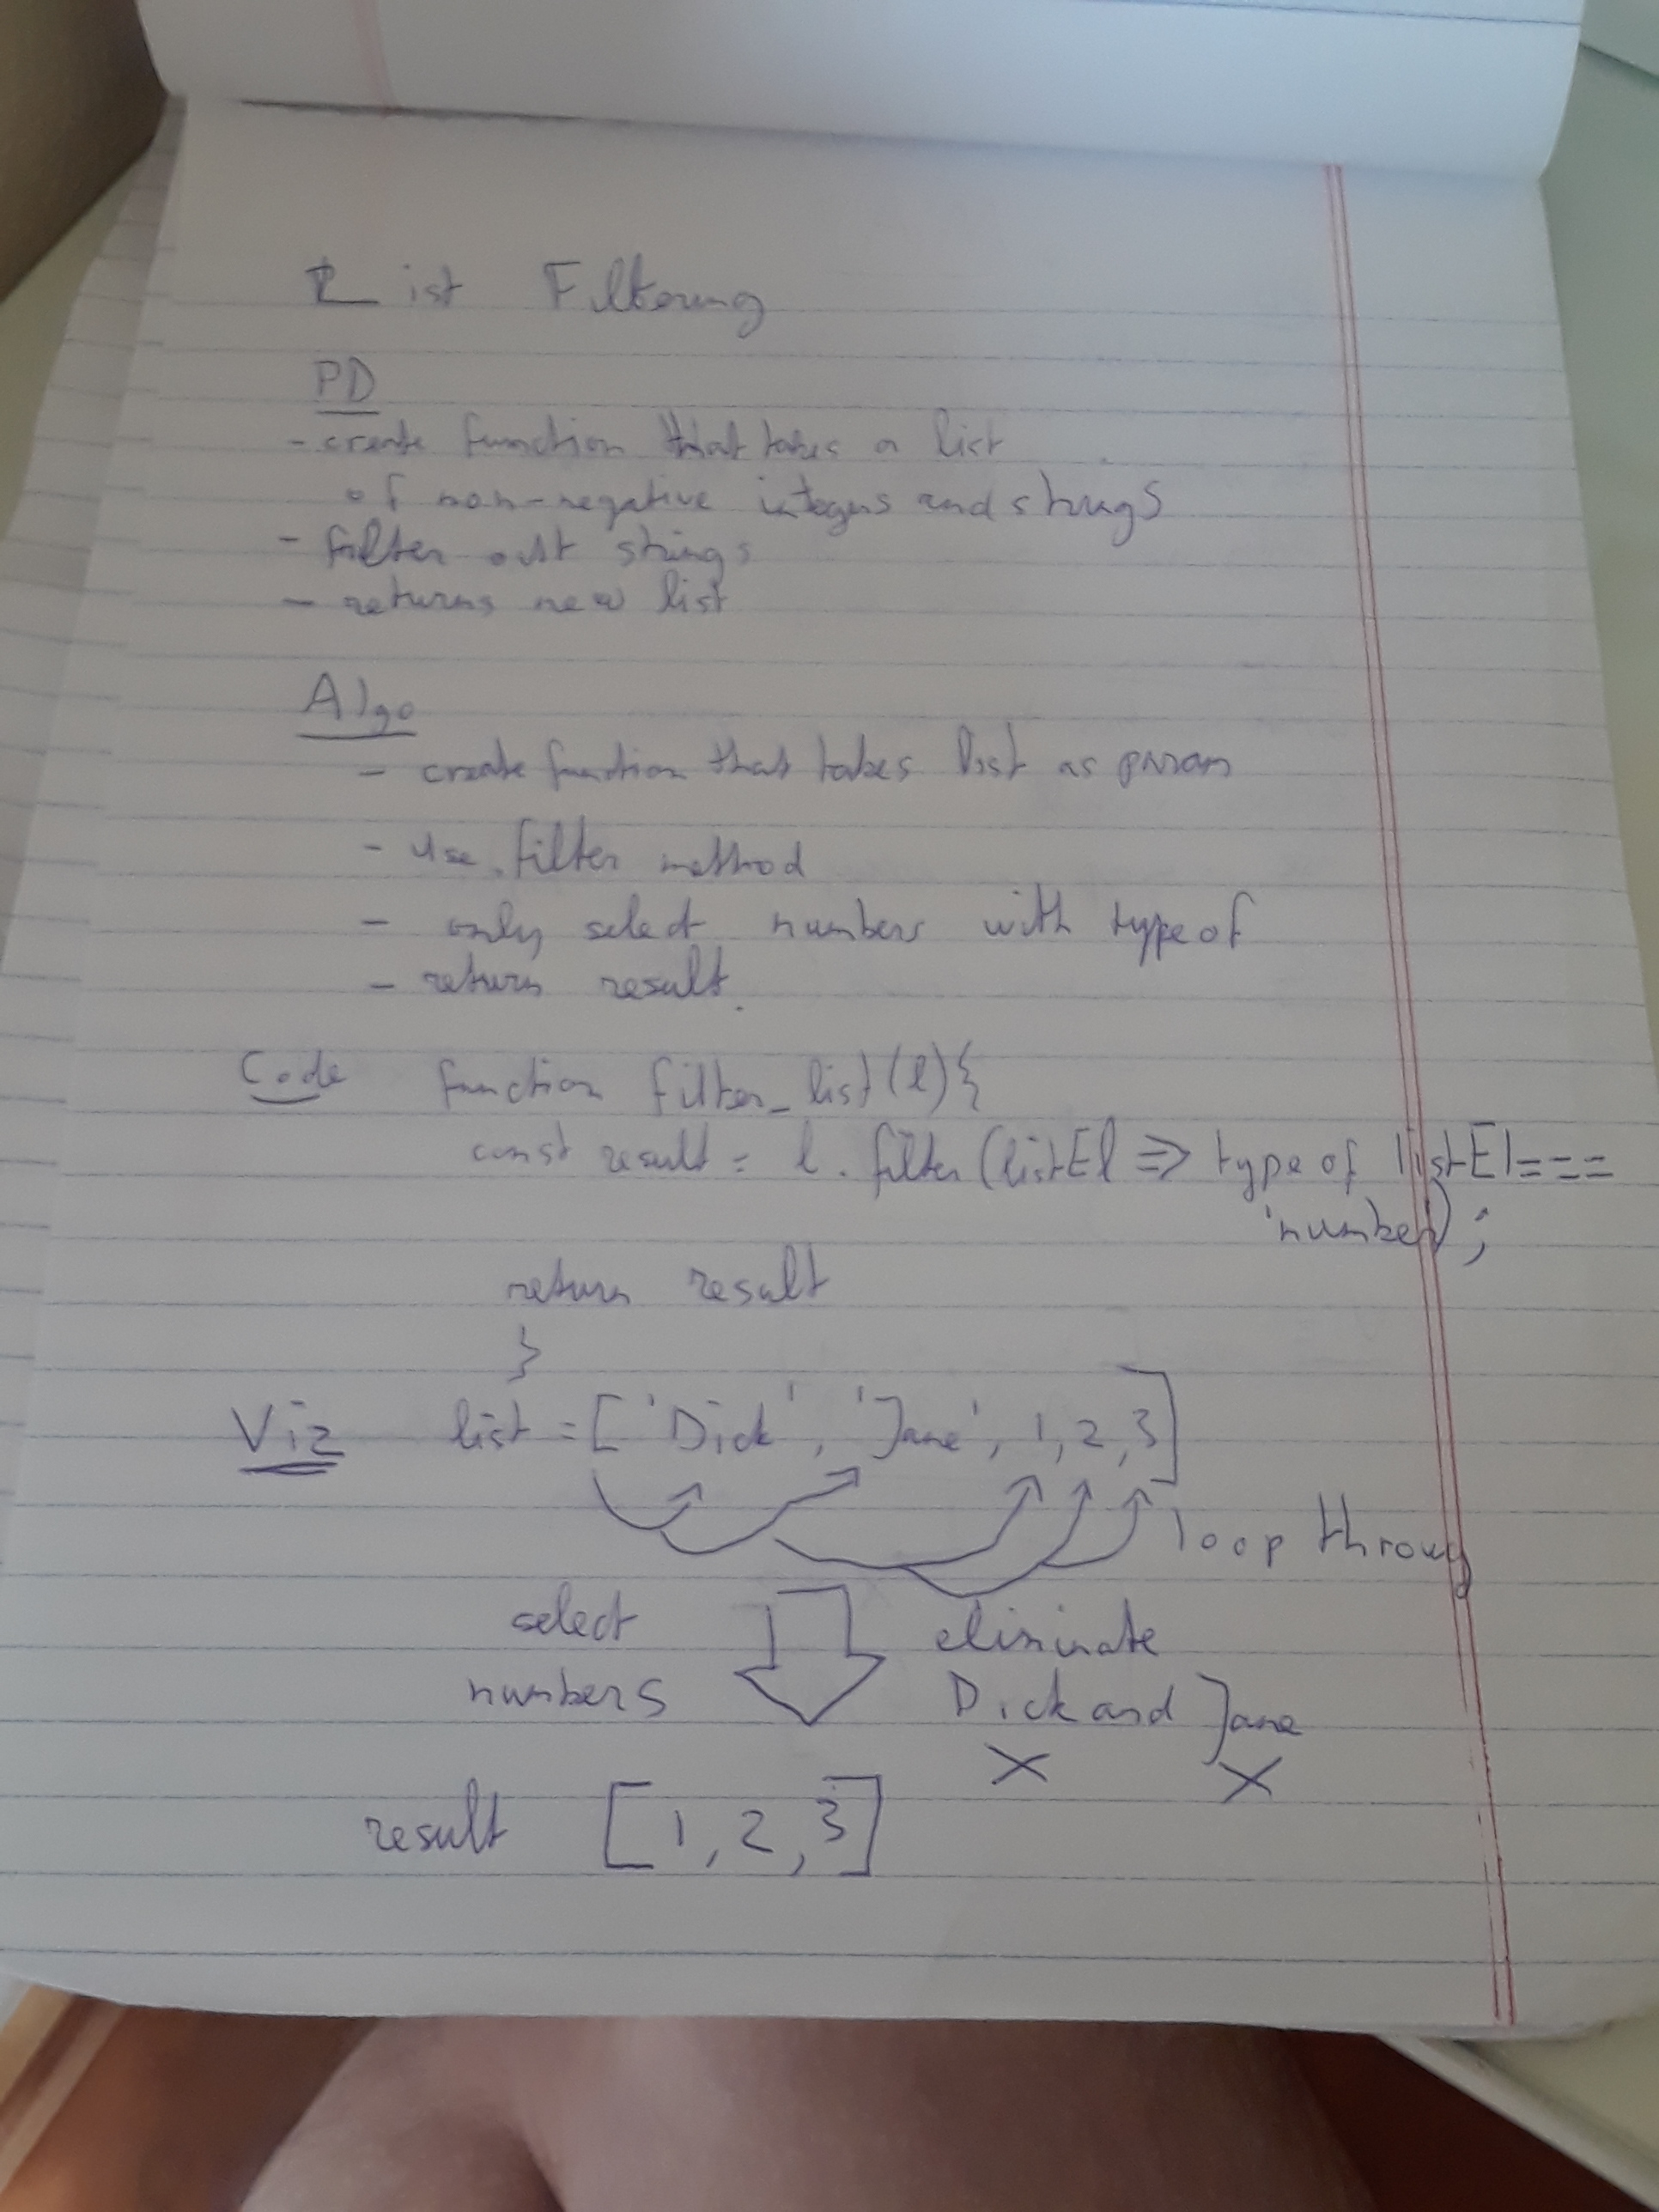 List Filtering
PD
- create function that takes a list
of non-negative integers and strings
- filter out strings
- returns new list
Algo
- create function that takes list as param
- use .filter method
- only select numbers with typeof
- return result.
Code function filter_list(l){
const result = l.filter(listEl => typeof listEl===
'number);
return result
}
Viz list = ['Dick', 'Jane', 1,2,3]
loop throug
select eliminate
numbers Dick and Jane
X X
result [1,2,3]